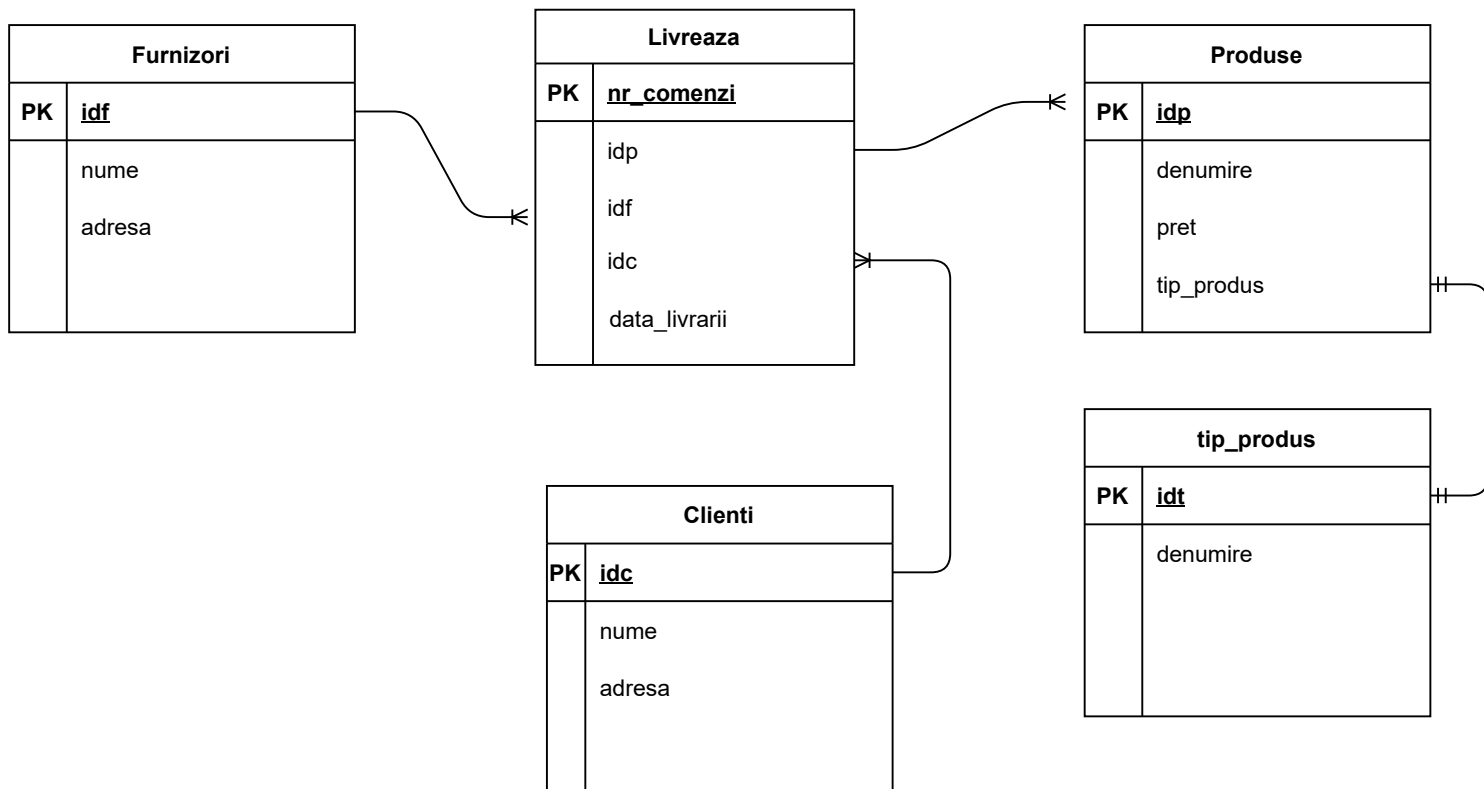 Furnizori
PK idf
nume
adresa
Livreaza
PK nr_comenzi
idp
idf
idc
data_livrarii
Produse
PK idp
denumire
pret
tip_produs
Clienti
PK idc
nume
adresa
tip_produs
PK idt
denumire